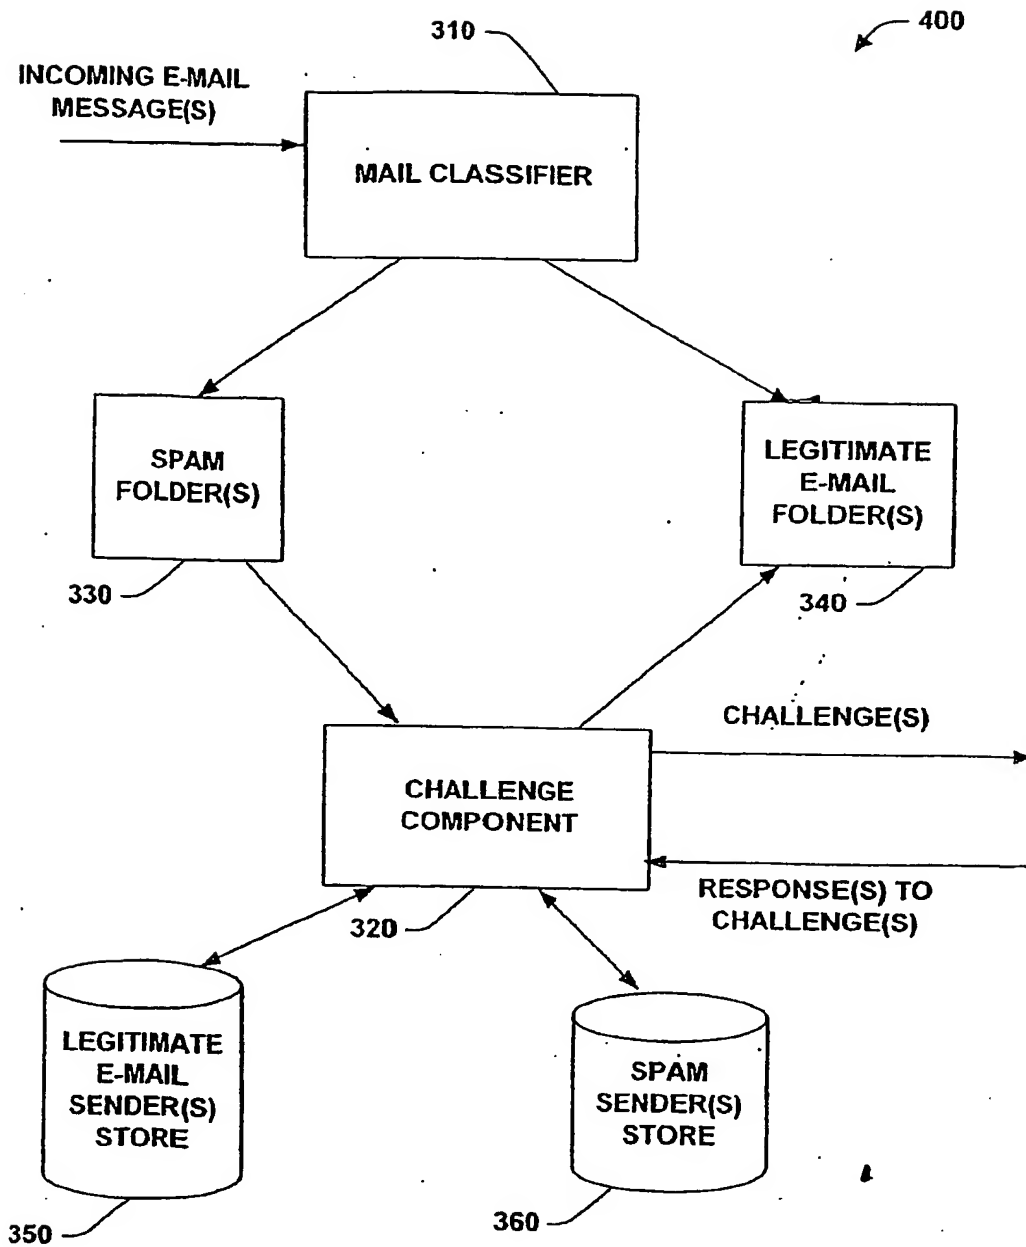 400
310
INCOMING E-MAIL
MESSAGE(S)
MAIL CLASSIFIER
SPAM
FOLDER(S)
LEGITIMATE
E-MAIL
FOLDER(S)
330
340
CHALLENGE(S)
CHALLENGE
COMPONENT
RESPONSE(S) TO
CHALLENGE(S)
320
LEGITIMATE
E-MAIL
SENDER(S)
STORE
SPAM
SENDER(S)
STORE
350
360